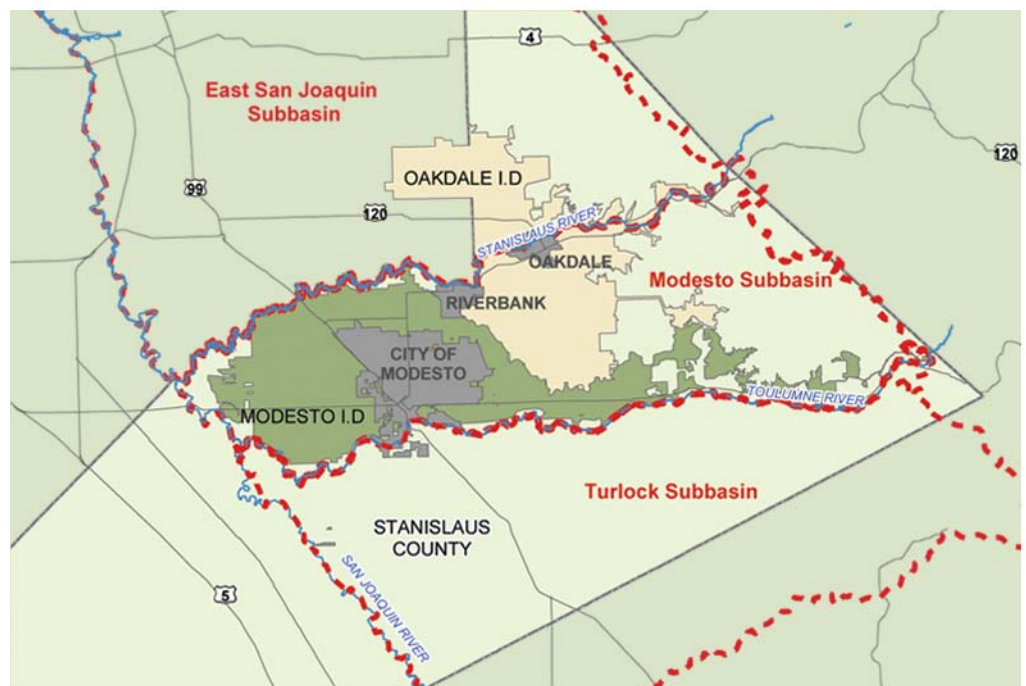 4
East San Joaquin
Subbasin
120
99
OAKDALE I.D
120
STANISLAUS RIVER
OAKDALE
Modesto Subbasin
RIVERBANK
CITY OF
MODESTO
TOULUMNE RIVER
MODESTO I.D
Turlock Subbasin
STANISLAUS
COUNTY
SAN JOAQUIN RIVER
5